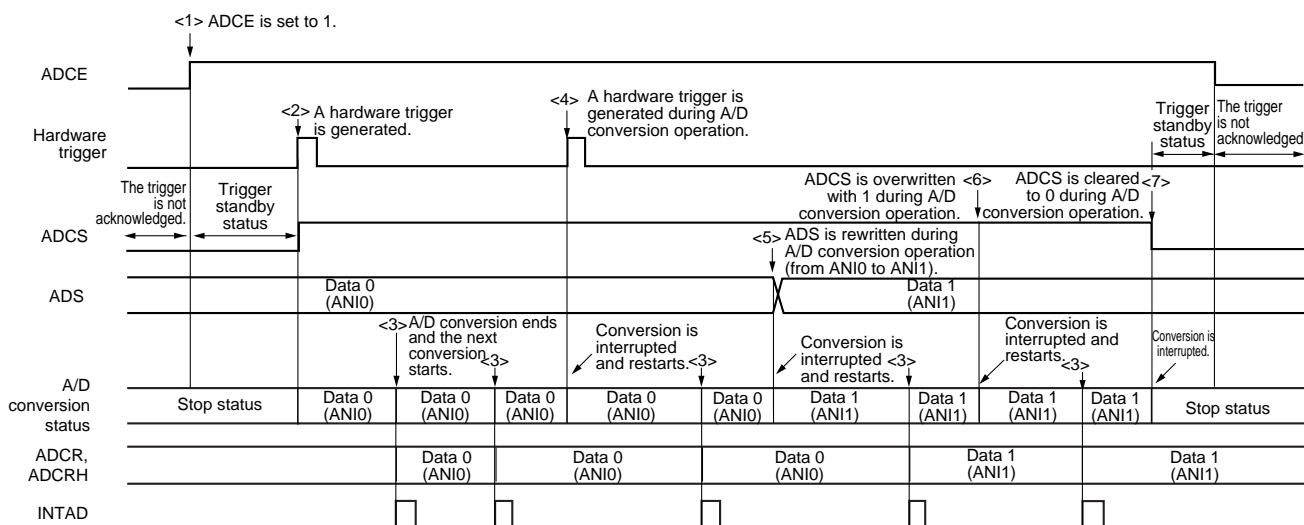 <1> ADCE is set to 1.
ADCE
<2> A hardware trigger
is generated.
<4> A hardware trigger is
generated during A/D
conversion operation.
Trigger
standby
status
The trigger
is not
acknowledged
Hardware
trigger
The trigger
is not
acknowledged.
Trigger
standby
status
ADCS is overwritten <6>
with 1 during A/D
conversion operation.
ADCS is cleared <7>
to 0 during A/D
conversion operation.
ADCS
<5> ADS is rewritten during
A/D conversion operation
(from ANI0 to ANI1).
ADS
Data 0
(ANI0)
Data 1
(ANI1)
<3> A/D conversion ends
and the next
conversion
starts.
<3>
Conversion is
interrupted
and restarts.
<3>
Conversion is
interrupted
and restarts.
<3>
Conversion is
interrupted and
restarts.
<3>
Conversion is
interrupted.
A/D
conversion
status
Stop status
Data 0
(ANI0)
Data 0
(ANI0)
Data 0
(ANI0)
Data 0
(ANI0)
Data 0
(ANI0)
Data 1
(ANI1)
Data 1
(ANI1)
Data 1
(ANI1)
Data 1
(ANI1)
Stop status
ADCR,
ADCRH
Data 0
(ANI0)
Data 0
(ANI0)
Data 0
(ANI0)
Data 1
(ANI1)
Data 1
(ANI1)
INTAD